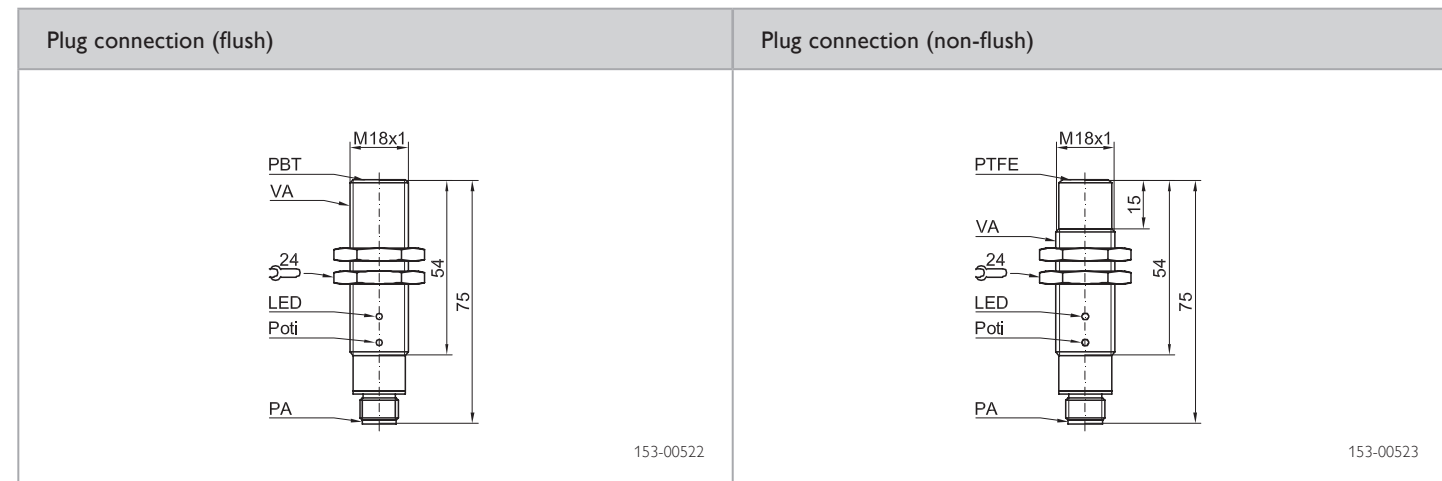 Plug connection (flush)
Plug connection (non-flush)
M18x1
PBT
VA
24
LED
Poti
PA
54
75
153-00522
M18x1
PTFE
VA
24
LED
Poti
PA
15
54
75
153-00523